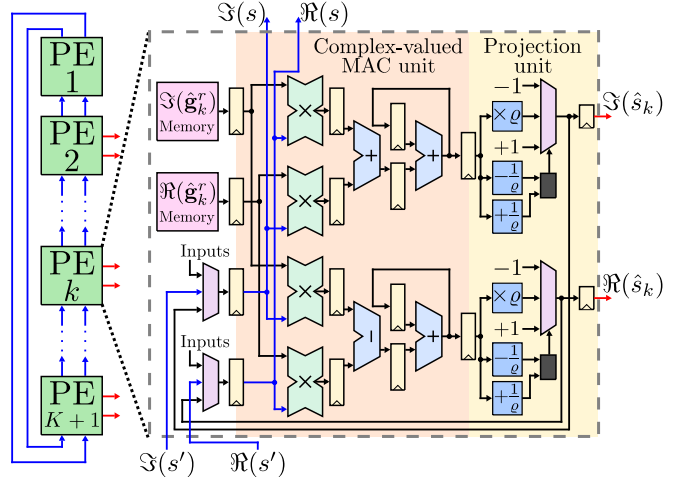 ℑ(s) ℜ(s)
PE
1
PE
2
PE
k
PE
K + 1
Complex-valued
MAC unit
Projection
unit
ℑ(ĝ_k^r)
Memory
ℜ(ĝ_k^r)
Memory
Inputs
Inputs
×
×
×
×
+
+
−
+
−1
×ϱ
+1
−1/ϱ
+1/ϱ
−1
×ϱ
+1
−1/ϱ
+1/ϱ
ℑ(ŝ_k)
ℜ(ŝ_k)
ℑ(s′) ℜ(s′)